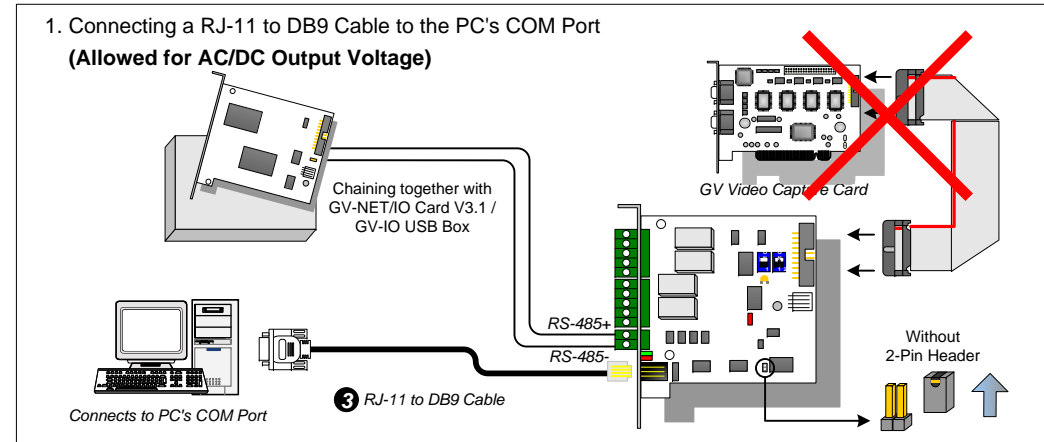 1. Connecting a RJ-11 to DB9 Cable to the PC's COM Port
(Allowed for AC/DC Output Voltage)
GV Video Capture Card
Chaining together with
GV-NET/IO Card V3.1 /
GV-IO USB Box
RS-485+
RS-485-
Without
2-Pin Header
3 RJ-11 to DB9 Cable
Connects to PC's COM Port